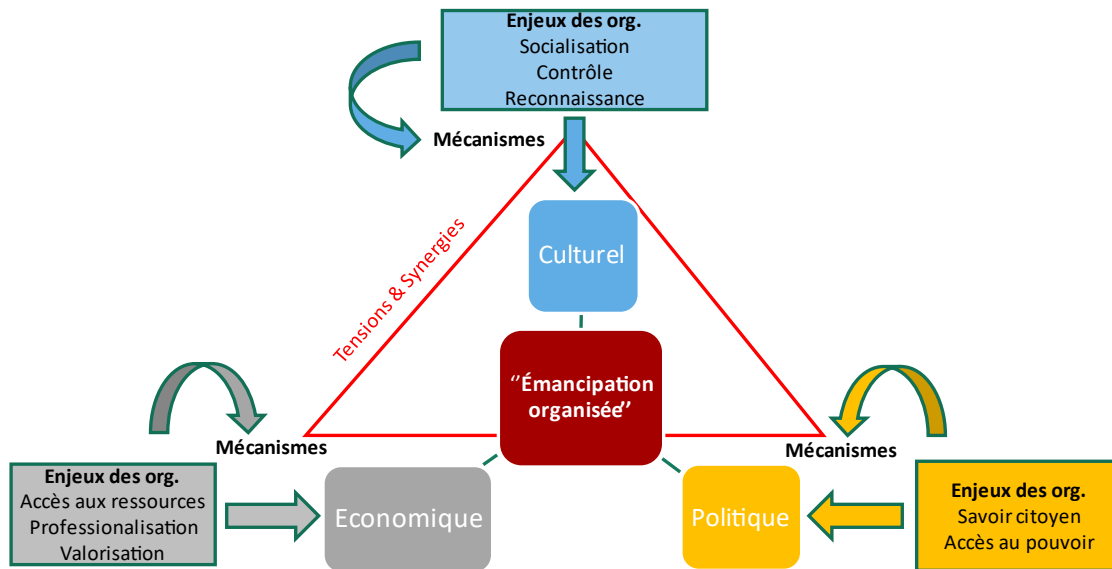 Enjeux des org.
Socialisation
Contrôle
Reconnaissance
Mécanismes
Tensions & Synergies
Culturel
‘‘Émancipation
organisée’’
Mécanismes
Mécanismes
Enjeux des org.
Accès aux ressources
Professionalisation
Valorisation
Economique
Politique
Enjeux des org.
Savoir citoyen
Accès au pouvoir